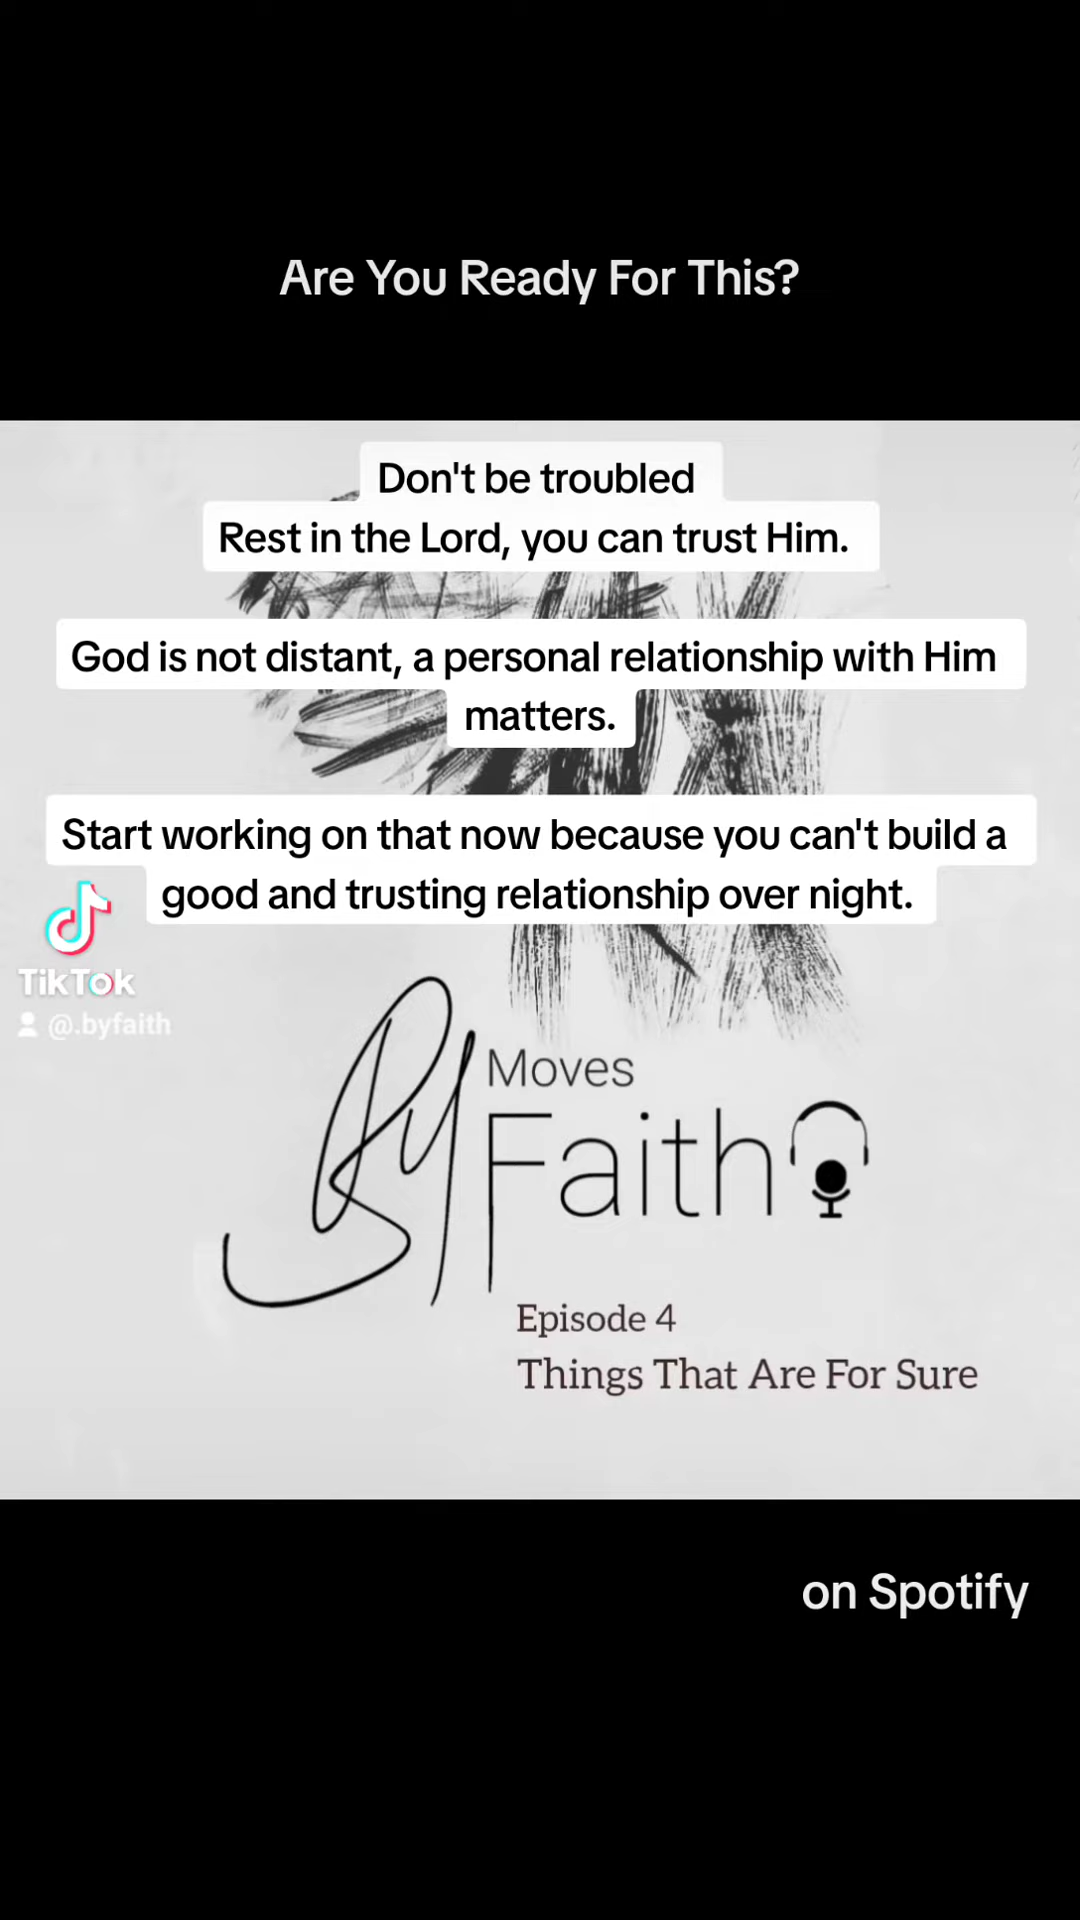 Are You Ready For This?
Don't be troubled
Rest in the Lord, you can trust Him.
God is not distant, a personal relationship with Him
matters.
Start working on that now because you can't build a
good and trusting relationship over night.
TikTok
@.byfaith
By
Moves
Faith
Episode 4
Things That Are For Sure
on Spotify